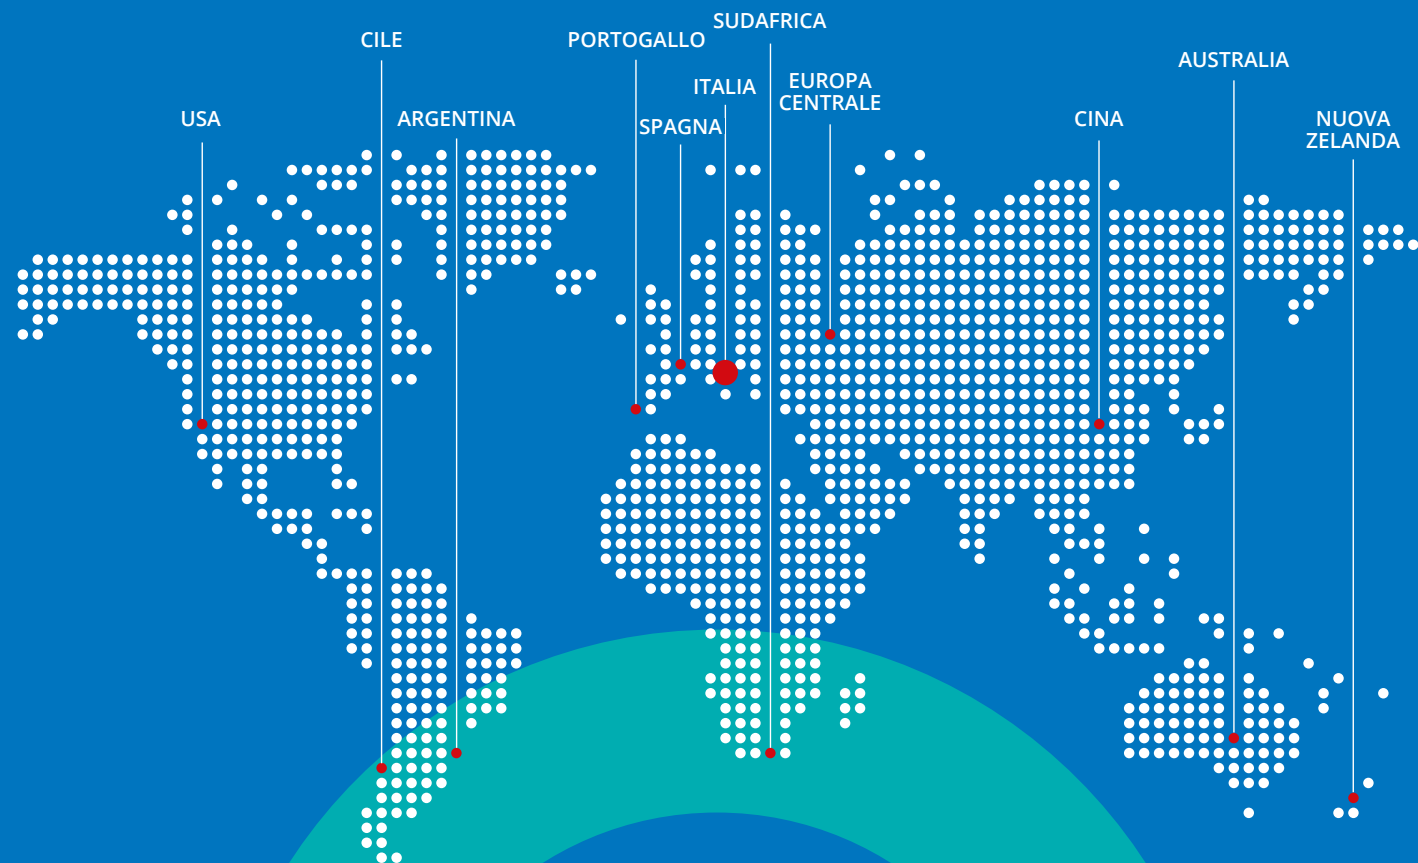 SUDAFRICA
CILE
PORTOGALLO
AUSTRALIA
ITALIA
EUROPA
CENTRALE
USA
ARGENTINA
SPAGNA
CINA
NUOVA
ZELANDA